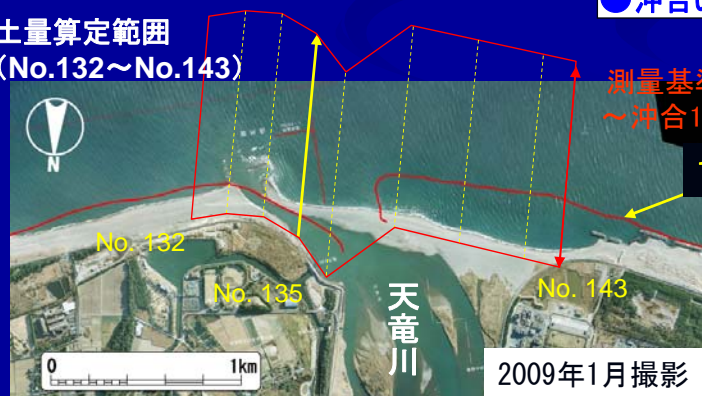 ●沖合
土量算定範囲
(No.132～No.143)
測量基準
～沖合1
N
No. 132
No. 135
No. 143
天竜川
0 1km
2009年1月撮影